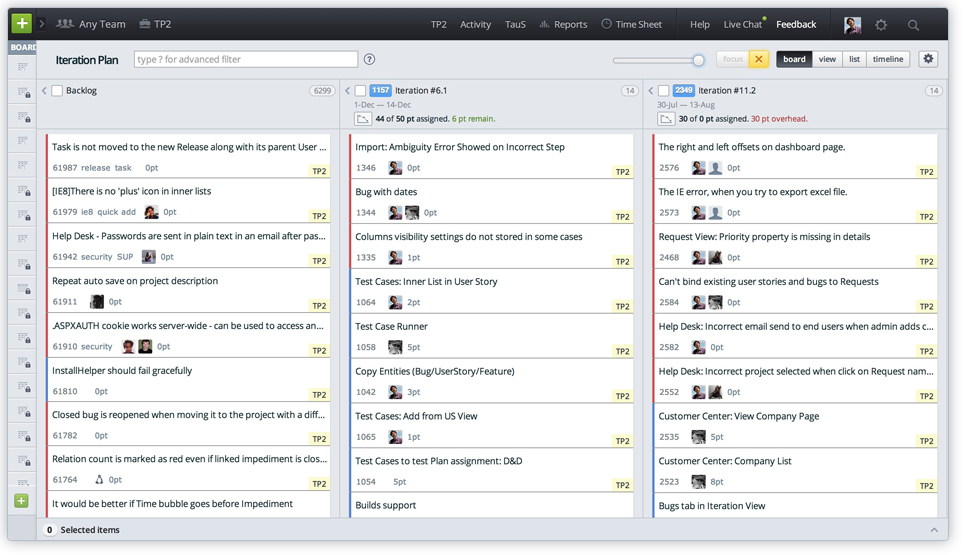 Any Team TP2 TP2 Activity TauS Reports Time Sheet Help Live Chat Feedback
BOARD
Iteration Plan type ? for advanced filter ? focus board view list timeline
Backlog 6299
Task is not moved to the new Release along with its parent User ...
61987 release task 0pt TP2
[IE8]There is no 'plus' icon in inner lists
61979 ie8 quick add 0pt TP2
Help Desk - Passwords are sent in plain text in an email after pas...
61942 security SUP 0pt TP2
Repeat auto save on project description
61911 0pt TP2
.ASPXAUTH cookie works server-wide - can be used to access an...
61910 security 0pt TP2
InstallHelper should fail gracefully
61810 0pt TP2
Closed bug is reopened when moving it to the project with a diff...
61782 0pt TP2
Relation count is marked as red even if linked impediment is clos...
61764 0pt TP2
It would be better if Time bubble goes before Impediment
1157 Iteration #6.1 14
1-Dec — 14-Dec
44 of 50 pt assigned. 6 pt remain.
Import: Ambiguity Error Showed on Incorrect Step
1346 0pt TP2
Bug with dates
1344 0pt TP2
Columns visibility settings do not stored in some cases
1335 1pt TP2
Test Cases: Inner List in User Story
1064 2pt TP2
Test Case Runner
1058 5pt TP2
Copy Entities (Bug/UserStory/Feature)
1042 3pt TP2
Test Cases: Add from US View
1065 1pt TP2
Test Cases to test Plan assignment: D&D
1054 5pt TP2
Builds support
2349 Iteration #11.2 14
30-Jul — 13-Aug
30 of 0 pt assigned. 30 pt overhead.
The right and left offsets on dashboard page.
2576 0pt TP2
The IE error, when you try to export excel file.
2573 0pt TP2
Request View: Priority property is missing in details
2468 0pt TP2
Can't bind existing user stories and bugs to Requests
2584 0pt TP2
Help Desk: Incorrect email send to end users when admin adds c...
2582 0pt TP2
Help Desk: Incorrect project selected when click on Request nam...
2552 0pt TP2
Customer Center: View Company Page
2535 5pt TP2
Customer Center: Company List
2523 8pt TP2
Bugs tab in Iteration View
0 Selected items